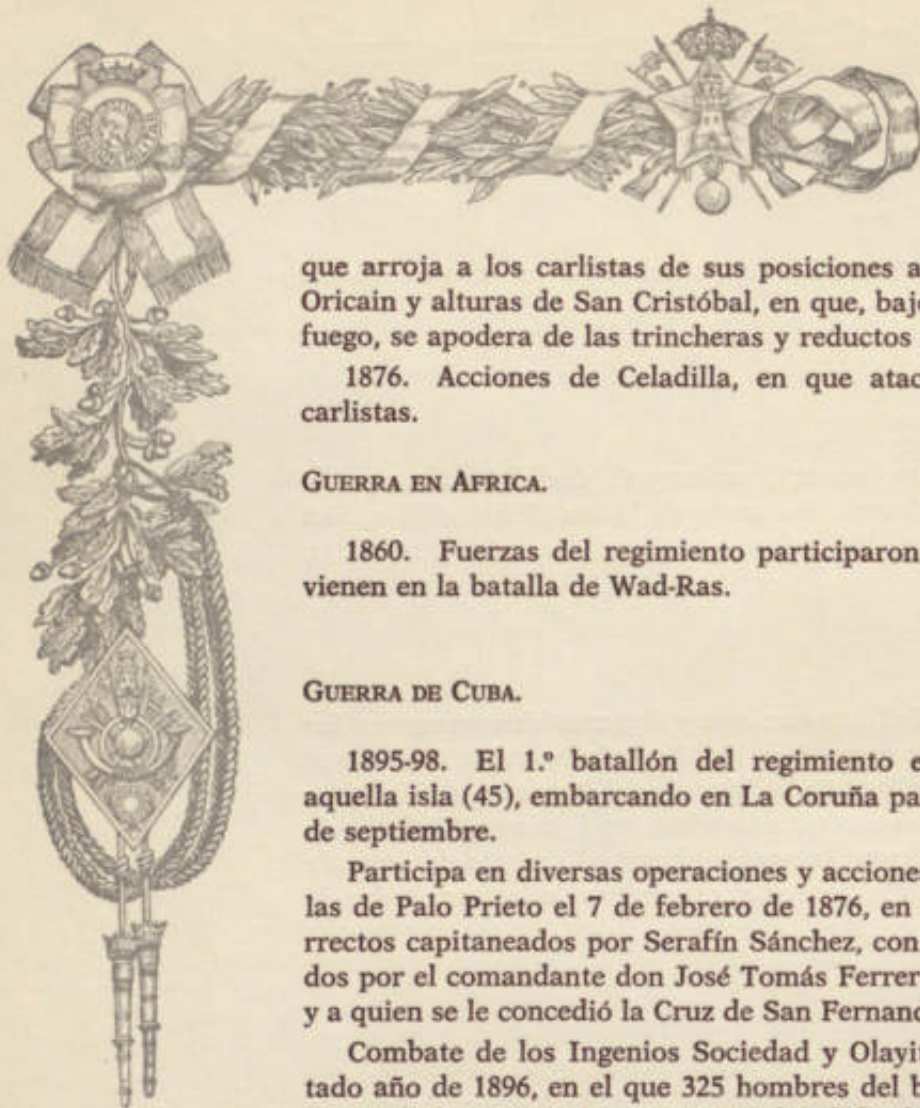 que arroja a los carlistas de sus posiciones a
Oricain y alturas de San Cristóbal, en que, baj
fuego, se apodera de las trincheras y reductos
1876. Acciones de Celadilla, en que atac
carlistas.
GUERRA EN AFRICA.
1860. Fuerzas del regimiento participaron
vienen en la batalla de Wad-Ras.
GUERRA DE CUBA.
1895-98. El 1.º batallón del regimiento e
aquella isla (45), embarcando en La Coruña pa
de septiembre.
Participa en diversas operaciones y acciones
las de Palo Prieto el 7 de febrero de 1876, en
rrectos capitaneados por Serafín Sánchez, con
dos por el comandante don José Tomás Ferrer
y a quien se le concedió la Cruz de San Fernand
Combate de los Ingenios Sociedad y Olayi
tado año de 1896, en el que 325 hombres del